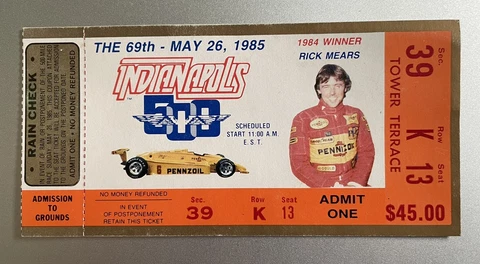 RAIN CHECK
ADMIT ONE • NO MONEY REFUNDED
ADMISSION
TO
GROUNDS
THE 69th - MAY 26, 1985
INDIANAPOLIS
500
SCHEDULED
START 11:00 A.M.
E.S.T.
1984 WINNER
RICK MEARS
6 PENNZOIL
NO MONEY REFUNDED
IN EVENT
OF POSTPONEMENT
RETAIN THIS TICKET
Sec. Row Seat
39 K 13
ADMIT
ONE
Sec. Row Seat
39 K 13
TOWER TERRACE
$45.00